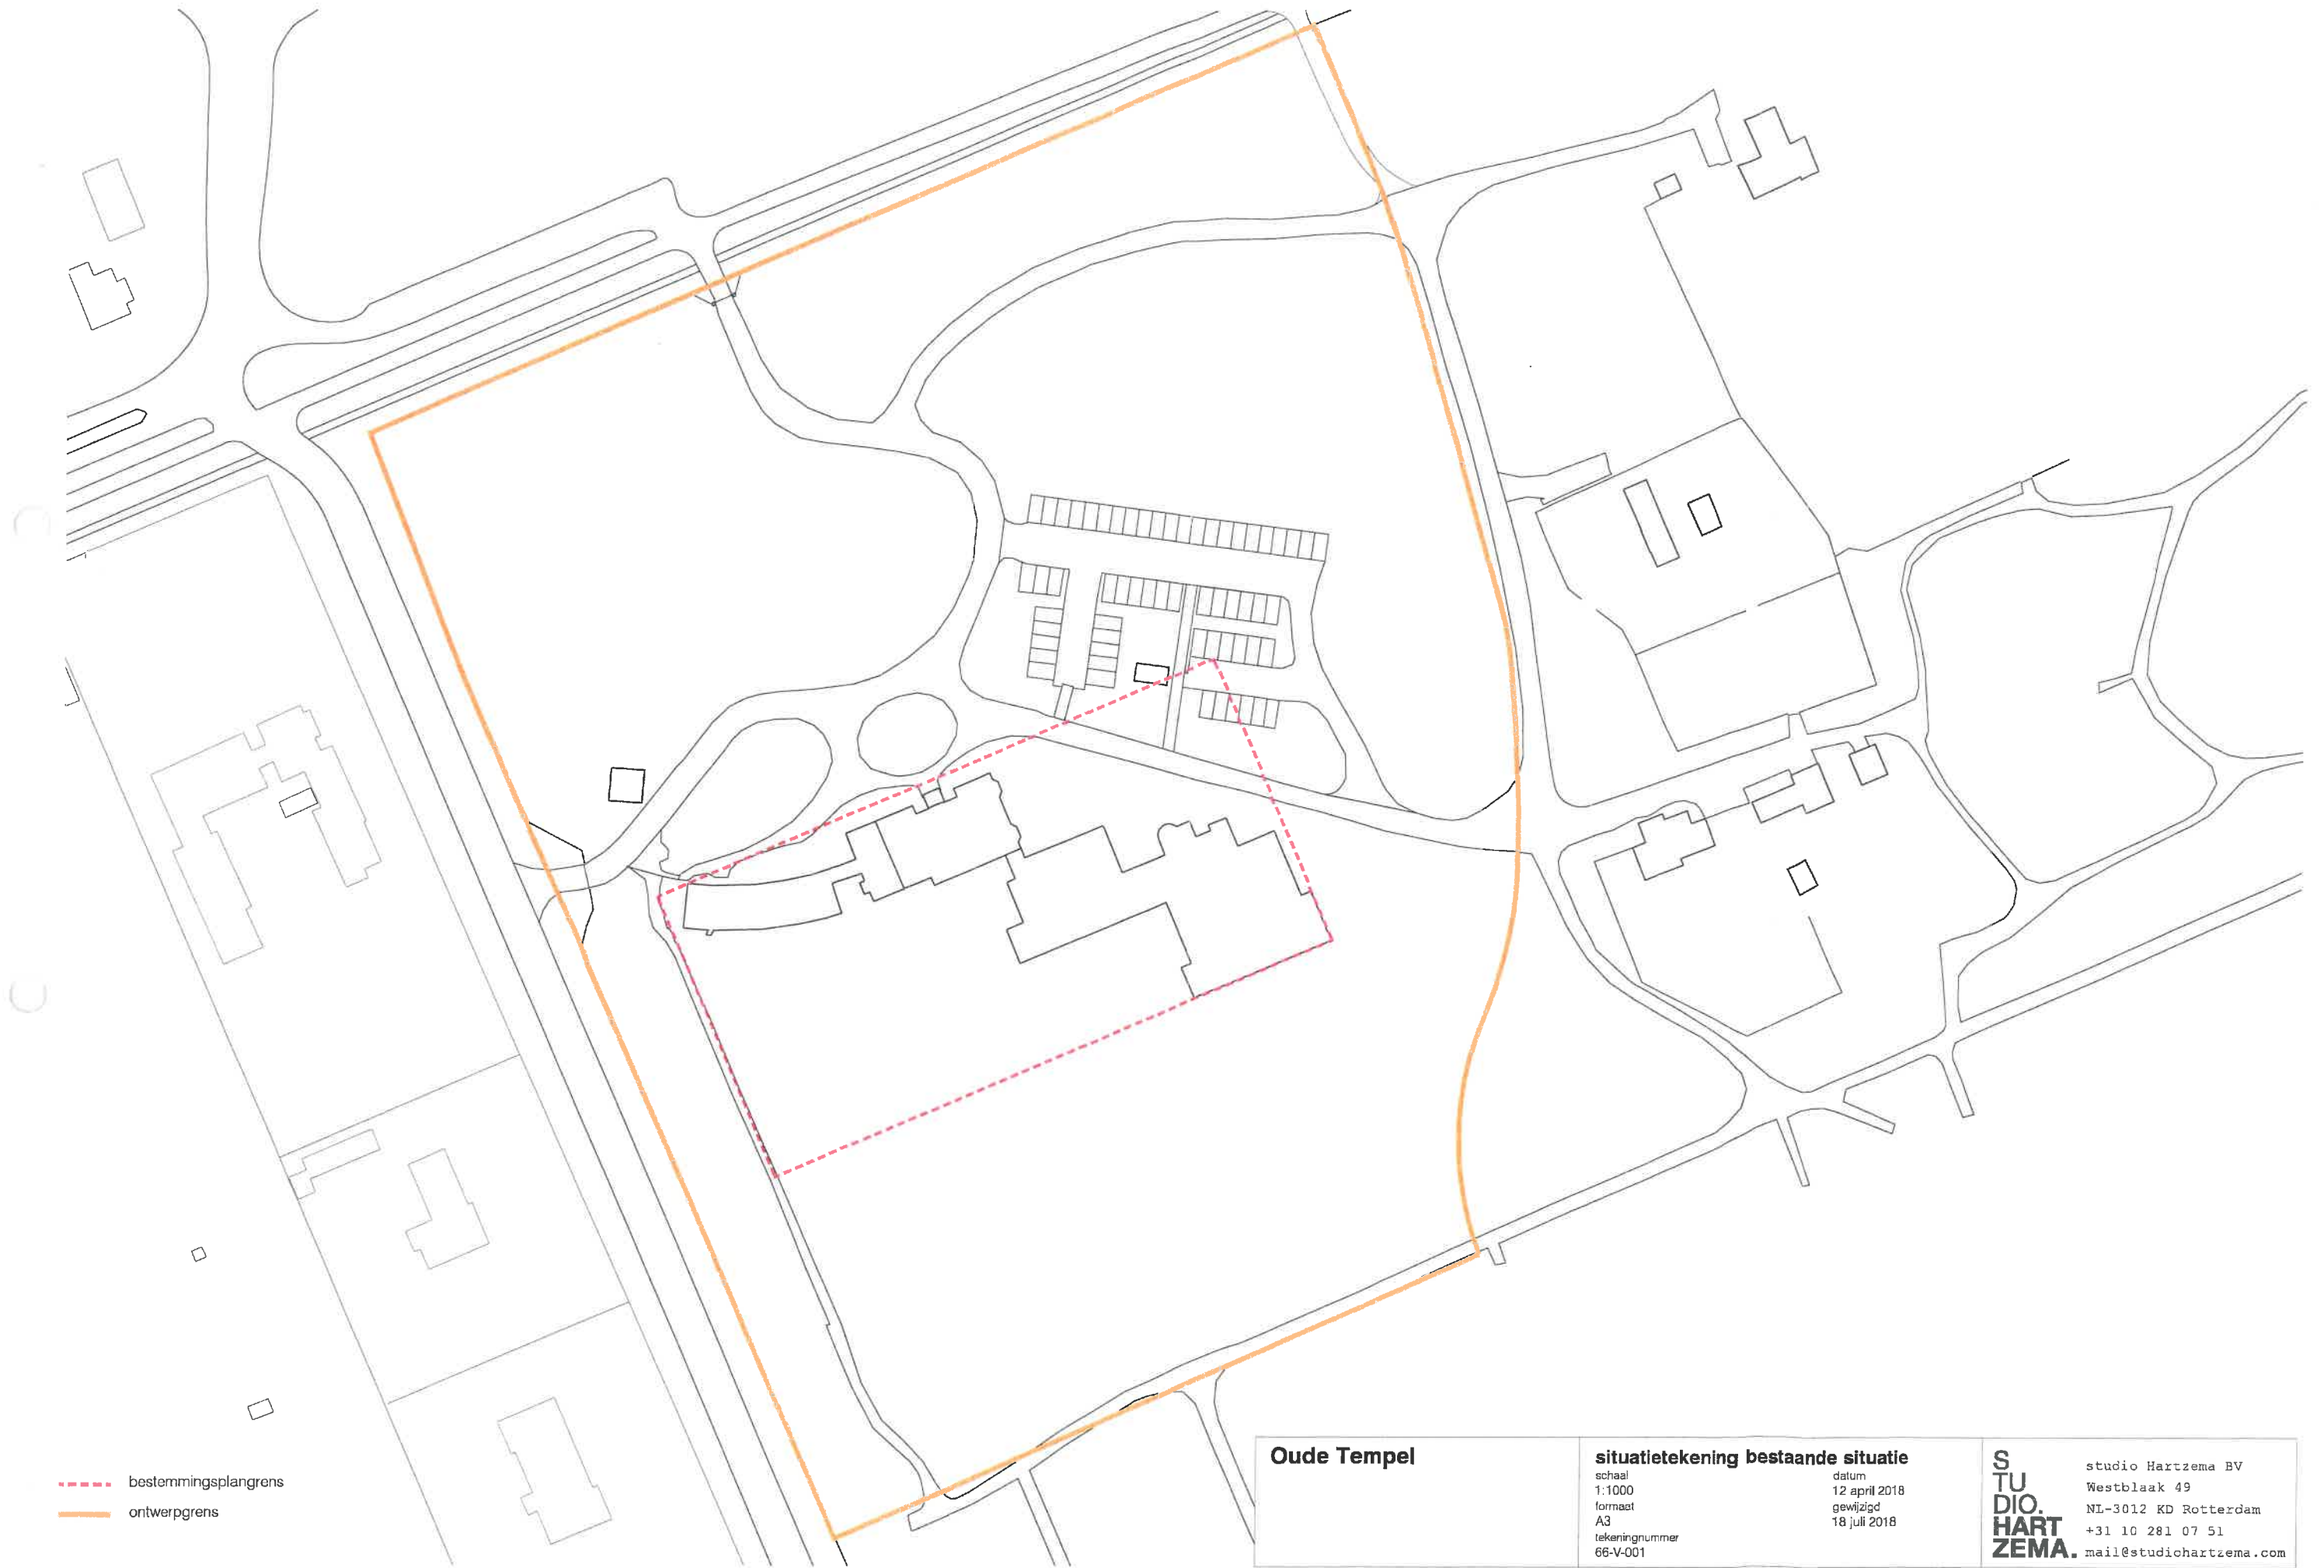 bestemmingsplangrens
ontwerpgrens
Oude Tempel
situatietekening bestaande situatie
schaal
1:1000
formaat
A3
tekeningnummer
66-V-001
datum
12 april 2018
gewijzigd
18 juli 2018
S
TU
DIO.
HART
ZEMA.
studio Hartzema BV
Westblaak 49
NL-3012 KD Rotterdam
+31 10 281 07 51
mail@studiohartzema.com